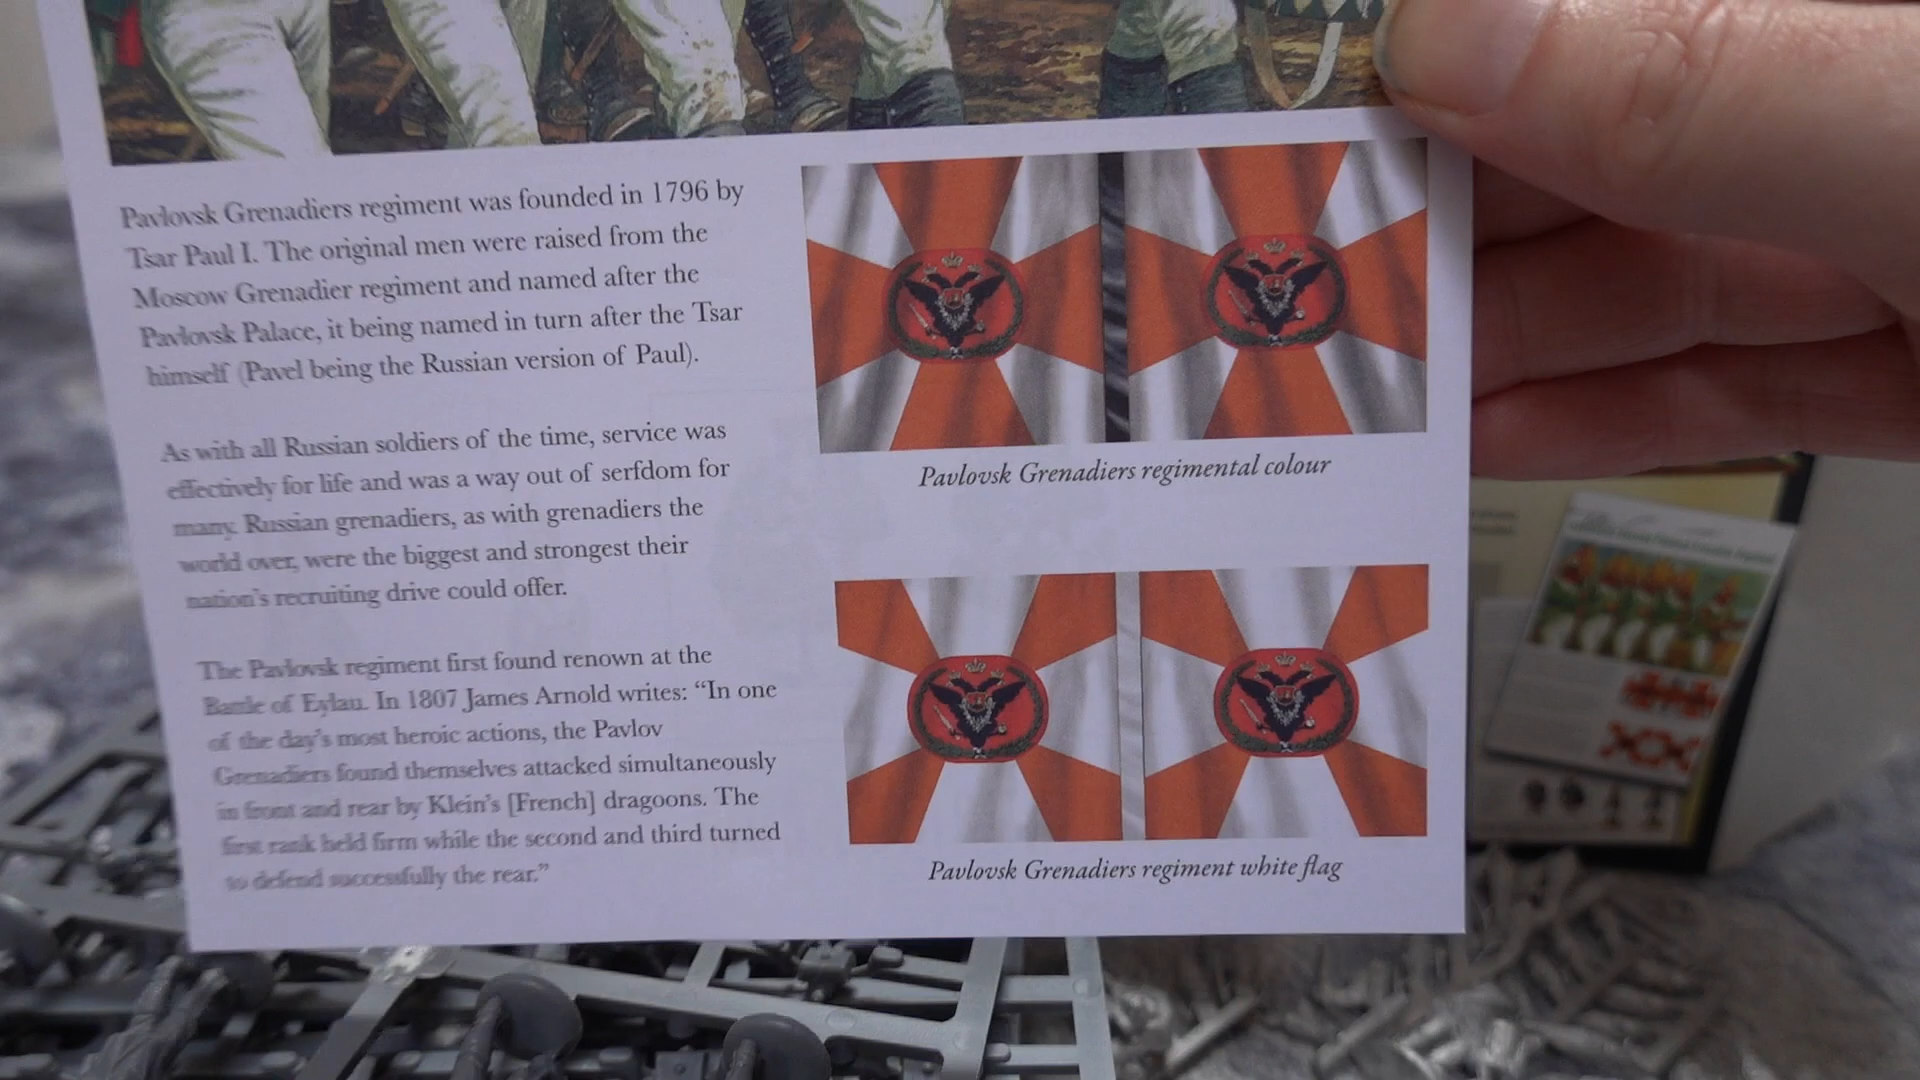 Pavlovsk Grenadiers regiment was founded in 1796 by
Tsar Paul I. The original men were raised from the
Moscow Grenadier regiment and named after the
Pavlovsk Palace, it being named in turn after the Tsar
himself (Pavel being the Russian version of Paul).
As with all Russian soldiers of the time, service was
effectively for life and was a way out of serfdom for
many. Russian grenadiers, as with grenadiers the
world over, were the biggest and strongest their
nation's recruiting drive could offer.
The Pavlovsk regiment first found renown at the
Battle of Eylau. In 1807 James Arnold writes: “In one
of the day's most heroic actions, the Pavlov
Grenadiers found themselves attacked simultaneously
in front and rear by Klein's [French] dragoons. The
first rank held firm while the second and third turned
to defend successfully the rear.”
Pavlovsk Grenadiers regimental colour
Pavlovsk Grenadiers regiment white flag